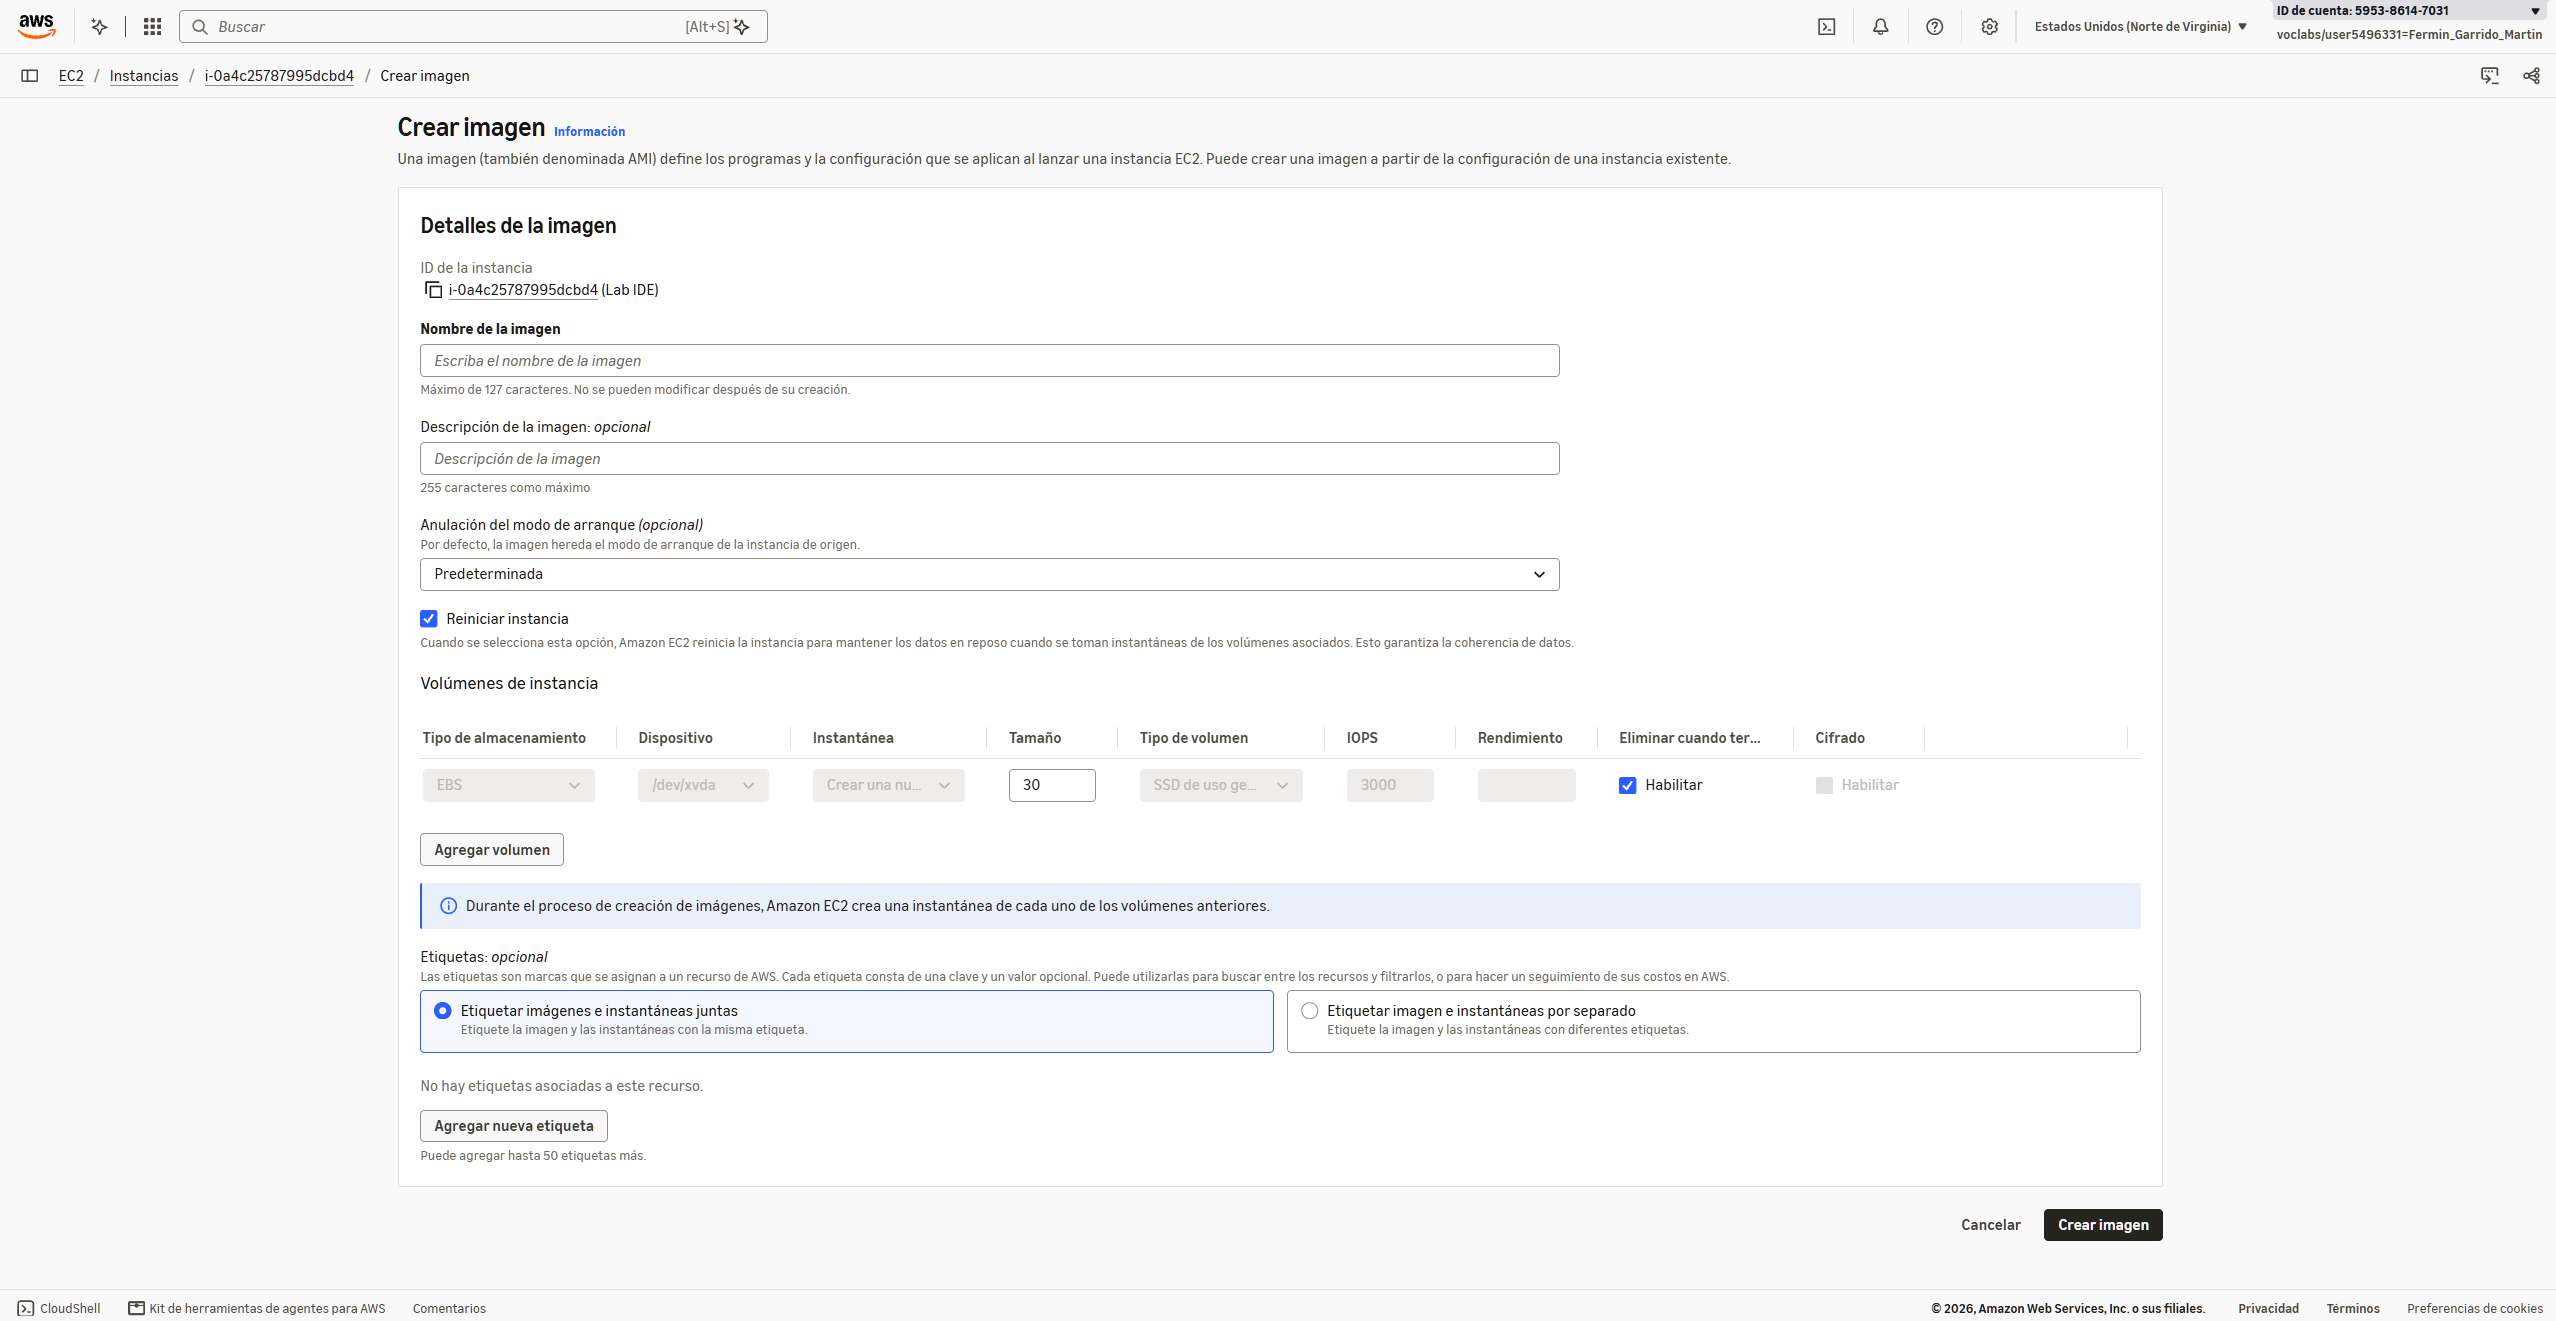 aws
Buscar [Alt+S]
Estados Unidos (Norte de Virginia)
ID de cuenta: 5953-8614-7031
voclabs/user5496331=Fermin_Garrido_Martin
EC2 / Instancias / i-0a4c25787995dcbd4 / Crear imagen
Crear imagen Información
Una imagen (también denominada AMI) define los programas y la configuración que se aplican al lanzar una instancia EC2. Puede crear una imagen a partir de la configuración de una instancia existente.
Detalles de la imagen
ID de la instancia
i-0a4c25787995dcbd4 (Lab IDE)
Nombre de la imagen
Escriba el nombre de la imagen
Máximo de 127 caracteres. No se pueden modificar después de su creación.
Descripción de la imagen: opcional
Descripción de la imagen
255 caracteres como máximo
Anulación del modo de arranque (opcional)
Por defecto, la imagen hereda el modo de arranque de la instancia de origen.
Predeterminada
Reiniciar instancia
Cuando se selecciona esta opción, Amazon EC2 reinicia la instancia para mantener los datos en reposo cuando se toman instantáneas de los volúmenes asociados. Esto garantiza la coherencia de datos.
Volúmenes de instancia
Tipo de almacenamiento Dispositivo Instantánea Tamaño Tipo de volumen IOPS Rendimiento Eliminar cuando ter... Cifrado
EBS /dev/xvda Crear una nu... 30 SSD de uso ge... 3000 Habilitar Habilitar
Agregar volumen
Durante el proceso de creación de imágenes, Amazon EC2 crea una instantánea de cada uno de los volúmenes anteriores.
Etiquetas: opcional
Las etiquetas son marcas que se asignan a un recurso de AWS. Cada etiqueta consta de una clave y un valor opcional. Puede utilizarlas para buscar entre los recursos y filtrarlos, o para hacer un seguimiento de sus costos en AWS.
Etiquetar imágenes e instantáneas juntas
Etiquete la imagen y las instantáneas con la misma etiqueta.
Etiquetar imagen e instantáneas por separado
Etiquete la imagen y las instantáneas con diferentes etiquetas.
No hay etiquetas asociadas a este recurso.
Agregar nueva etiqueta
Puede agregar hasta 50 etiquetas más.
Cancelar Crear imagen
CloudShell Kit de herramientas de agentes para AWS Comentarios © 2026, Amazon Web Services, Inc. o sus filiales. Privacidad Términos Preferencias de cookies